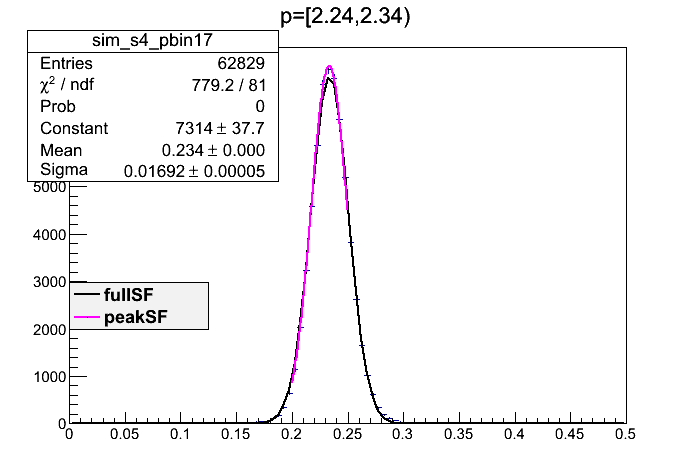 p=[2.24,2.34)
sim_s4_pbin17
Entries 62829
χ² / ndf 779.2 / 81
Prob 0
Constant 7314 ± 37.7
Mean 0.234 ± 0.000
Sigma 0.01692 ± 0.00005
5000
4000
3000
fullSF
peakSF
2000
1000
0
0 0.05 0.1 0.15 0.2 0.25 0.3 0.35 0.4 0.45 0.5